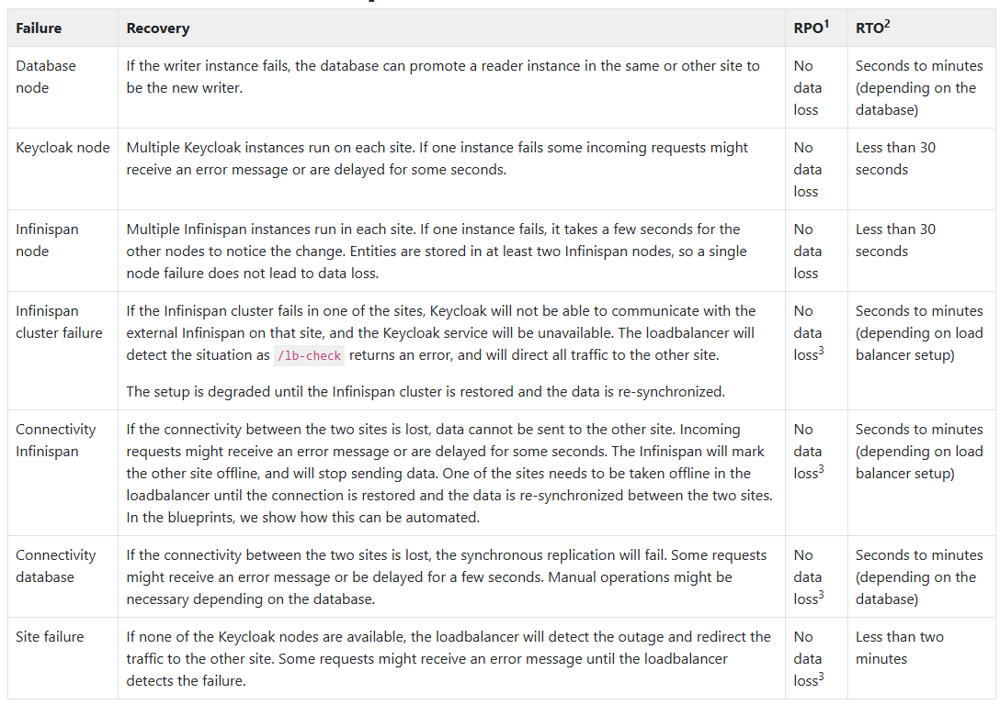 Failure Recovery RPO1 RTO2
Database
node
If the writer instance fails, the database can promote a reader instance in the same or other site to
be the new writer.
No
data
loss
Seconds to minutes
(depending on the
database)
Keycloak node
Multiple Keycloak instances run on each site. If one instance fails some incoming requests might
receive an error message or are delayed for some seconds.
No
data
loss
Less than 30
seconds
Infinispan
node
Multiple Infinispan instances run in each site. If one instance fails, it takes a few seconds for the
other nodes to notice the change. Entities are stored in at least two Infinispan nodes, so a single
node failure does not lead to data loss.
No
data
loss
Less than 30
seconds
Infinispan
cluster failure
If the Infinispan cluster fails in one of the sites, Keycloak will not be able to communicate with the
external Infinispan on that site, and the Keycloak service will be unavailable. The loadbalancer will
detect the situation as /lb-check returns an error, and will direct all traffic to the other site.
The setup is degraded until the Infinispan cluster is restored and the data is re-synchronized.
No
data
loss3
Seconds to minutes
(depending on load
balancer setup)
Connectivity
Infinispan
If the connectivity between the two sites is lost, data cannot be sent to the other site. Incoming
requests might receive an error message or are delayed for some seconds. The Infinispan will mark
the other site offline, and will stop sending data. One of the sites needs to be taken offline in the
loadbalancer until the connection is restored and the data is re-synchronized between the two sites.
In the blueprints, we show how this can be automated.
No
data
loss3
Seconds to minutes
(depending on load
balancer setup)
Connectivity
database
If the connectivity between the two sites is lost, the synchronous replication will fail. Some requests
might receive an error message or be delayed for a few seconds. Manual operations might be
necessary depending on the database.
No
data
loss3
Seconds to minutes
(depending on the
database)
Site failure
If none of the Keycloak nodes are available, the loadbalancer will detect the outage and redirect the
traffic to the other site. Some requests might receive an error message until the loadbalancer
detects the failure.
No
data
loss3
Less than two
minutes